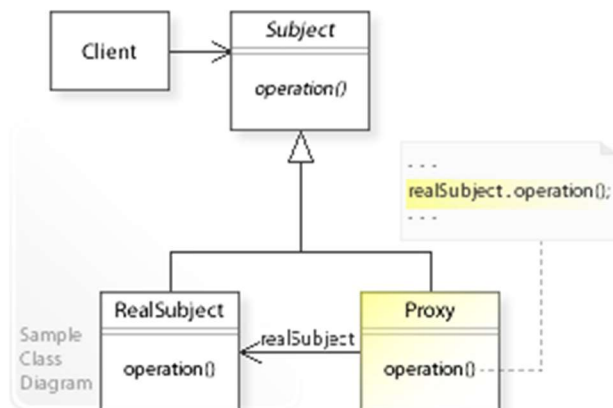 Client
Subject
operation()
- - -
realSubject.operation();
- - -
RealSubject
Proxy
realSubject
operation()
operation()
Sample
Class
Diagram